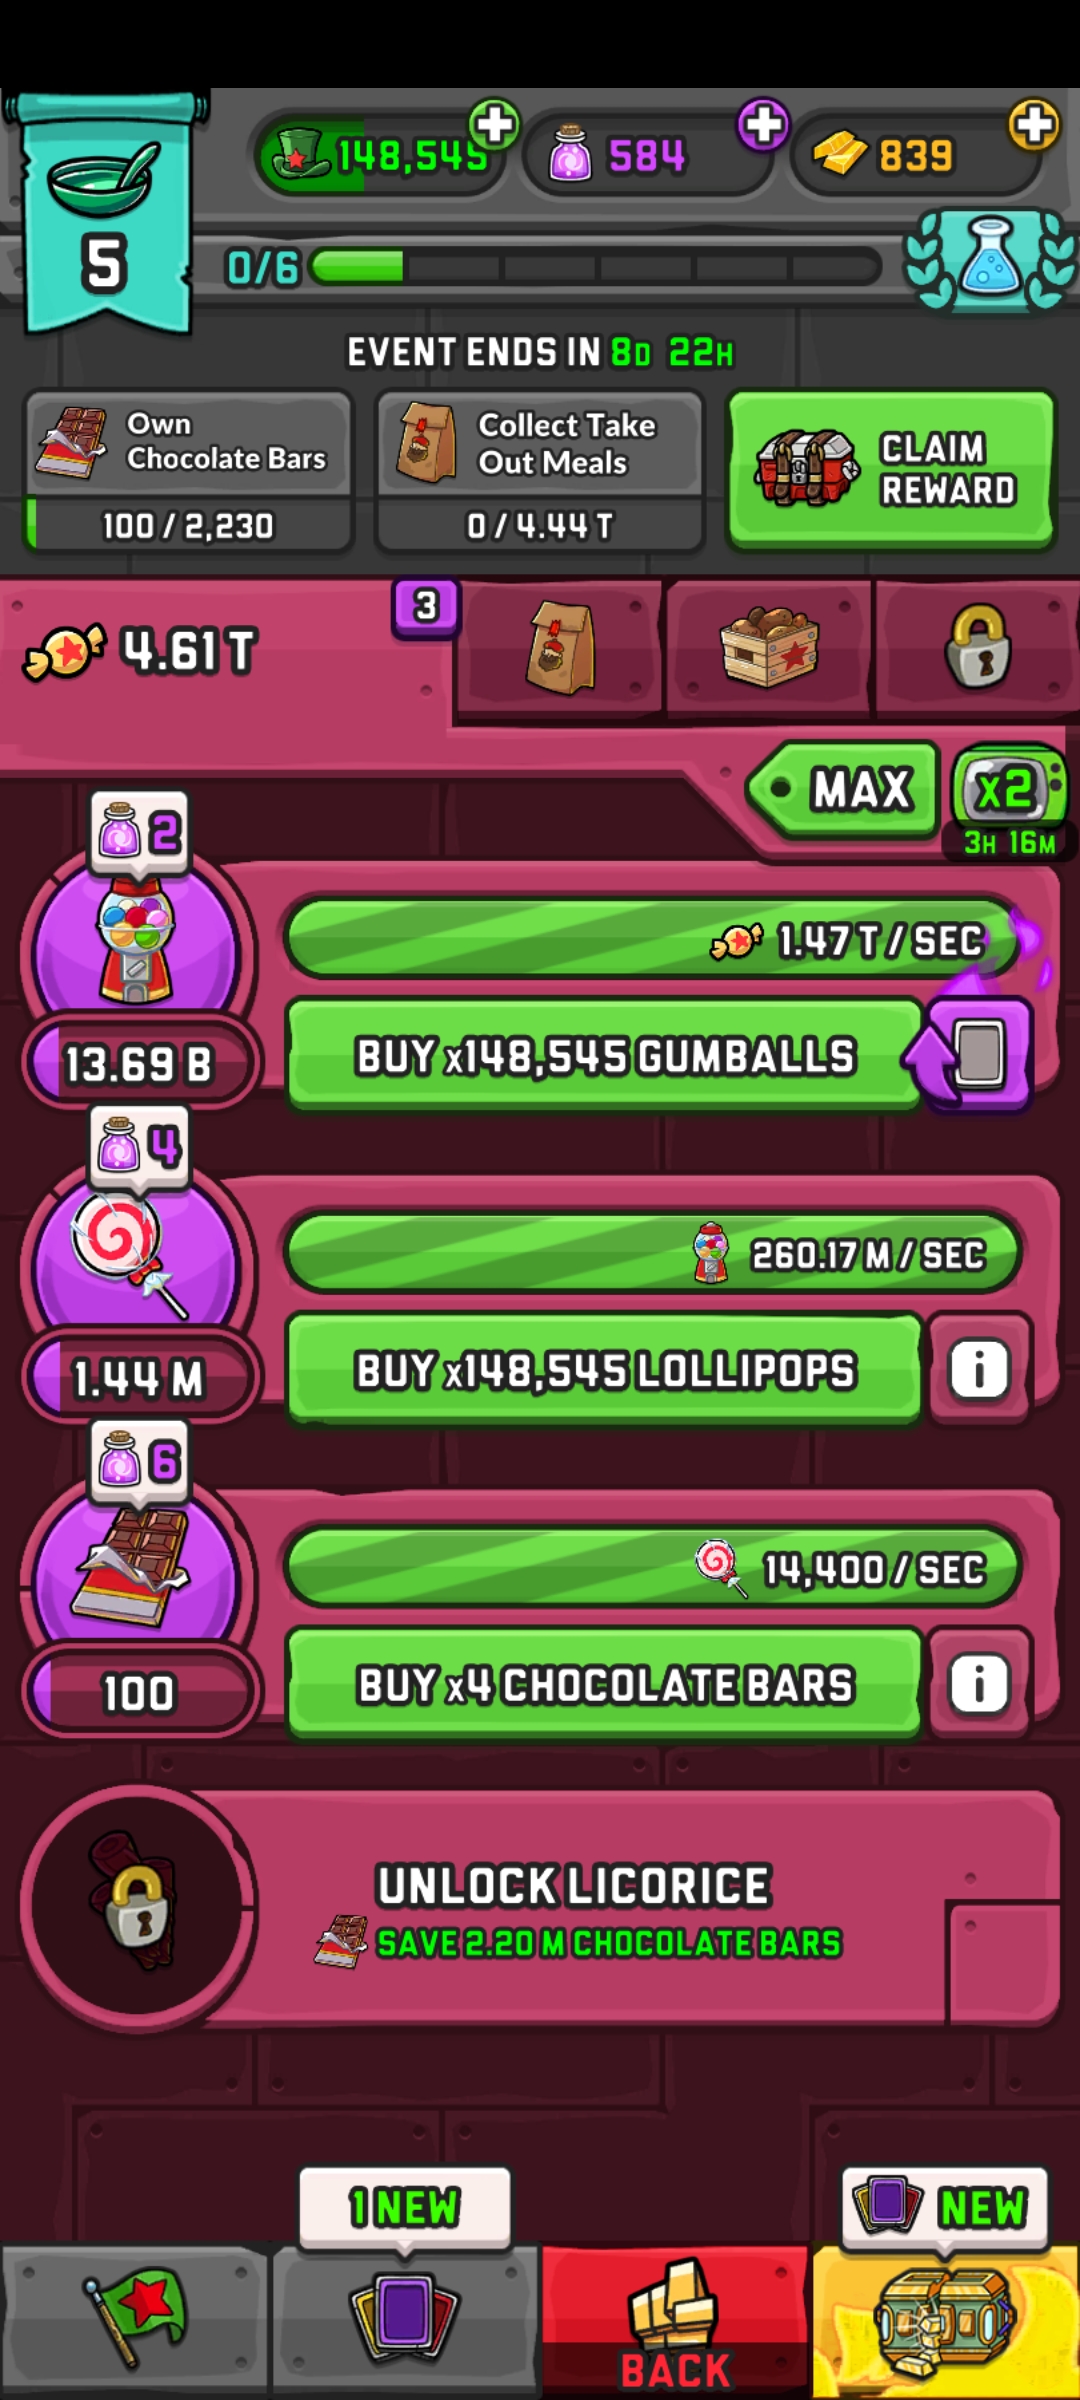 148,545
584
839
5
0/6
EVENT ENDS IN 8D 22H
Own
Chocolate Bars
100 / 2,230
Collect Take
Out Meals
0 / 4.44 T
CLAIM
REWARD
4.61 T
3
MAX
x2
3H 16M
2
1.47 T / SEC
13.69 B
BUY x148,545 GUMBALLS
4
260.17 M / SEC
1.44 M
BUY x148,545 LOLLIPOPS
i
6
14,400 / SEC
100
BUY x4 CHOCOLATE BARS
i
UNLOCK LICORICE
SAVE 2.20 M CHOCOLATE BARS
1 NEW
NEW
BACK